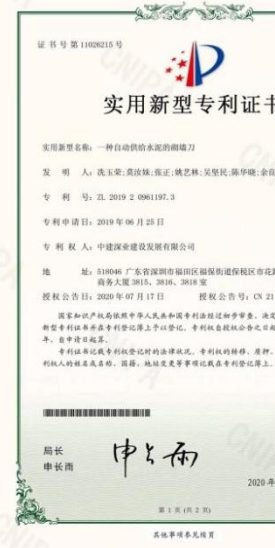 证书号第11026215号
实用新型专利证书
实用新型名称：一种自动供给水泥的砌墙刀
发 明 人：冼玉荣;莫汝妹;张正;姚艺林;吴坚民;陈华晓;余良
专 利 号：ZL 2019 2 0961197.3
专利申请日：2019年06月25日
专 利 权 人：中建深业建设发展有限公司
地 址：518046 广东省深圳市福田区福保街道保税区市花路
商务大厦3815、3816、3818室
授权公告日：2020年07月17日 授权公告号：CN 21
国家知识产权局依照中华人民共和国专利法经过初步审查，决定
新型专利证书并在专利登记簿上予以登记。专利权自授权公告之日起
年，自申请日起算。
专利证书记载专利权登记时的法律状况。专利权的转移、质押、
利权人的姓名或名称、国籍、地址变更等事项记载在专利登记簿上。
局长
申长雨
申长雨
2020年
第 1 页 (共 2 页)
其他事项参见续页